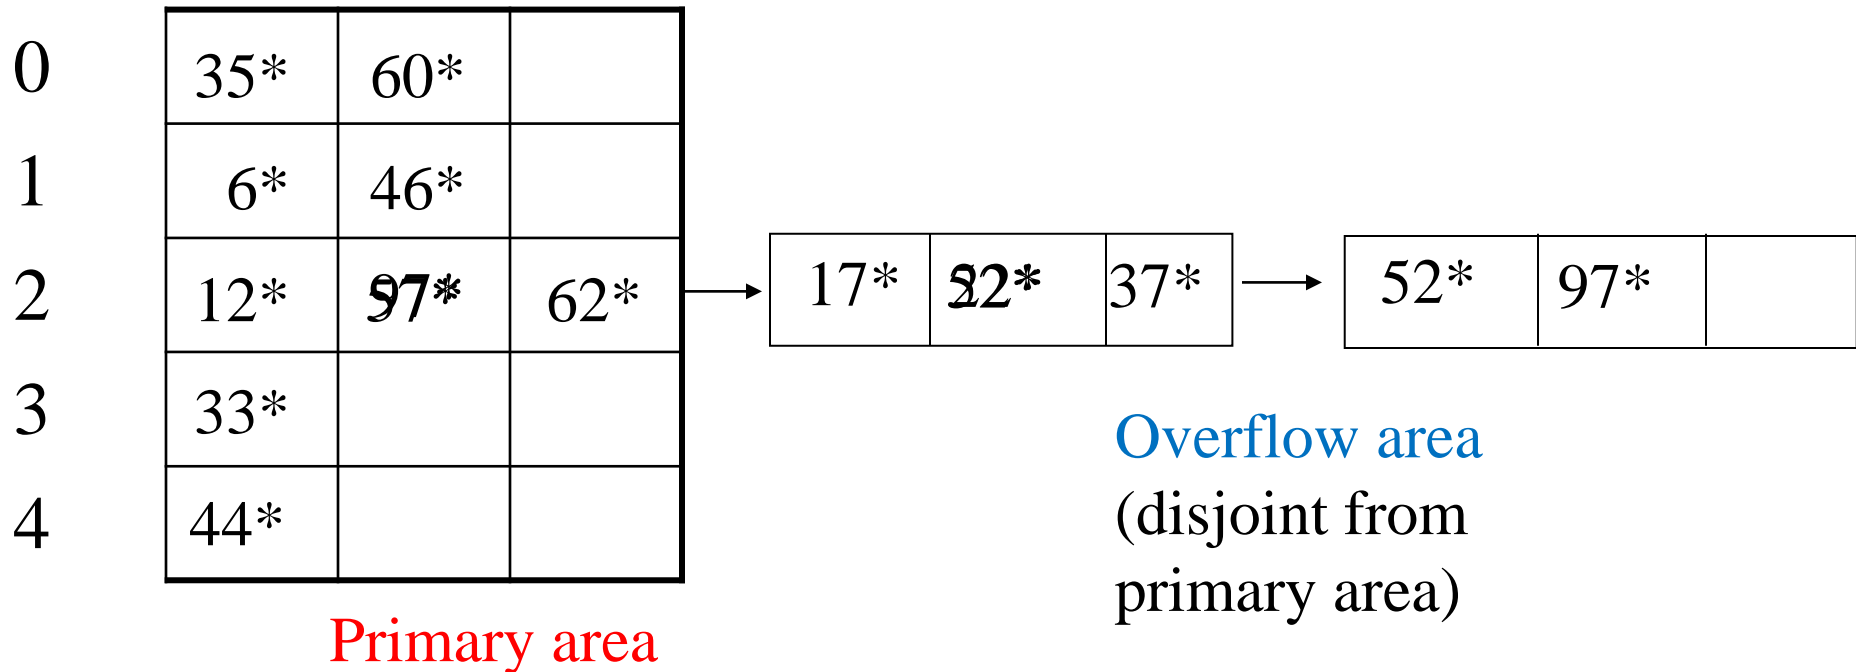 0 35* 60*
1 6* 46*
2 12* 62* 17* 37* 52* 97*
3 33*
4 44*
Overflow area
(disjoint from
primary area)
Primary area